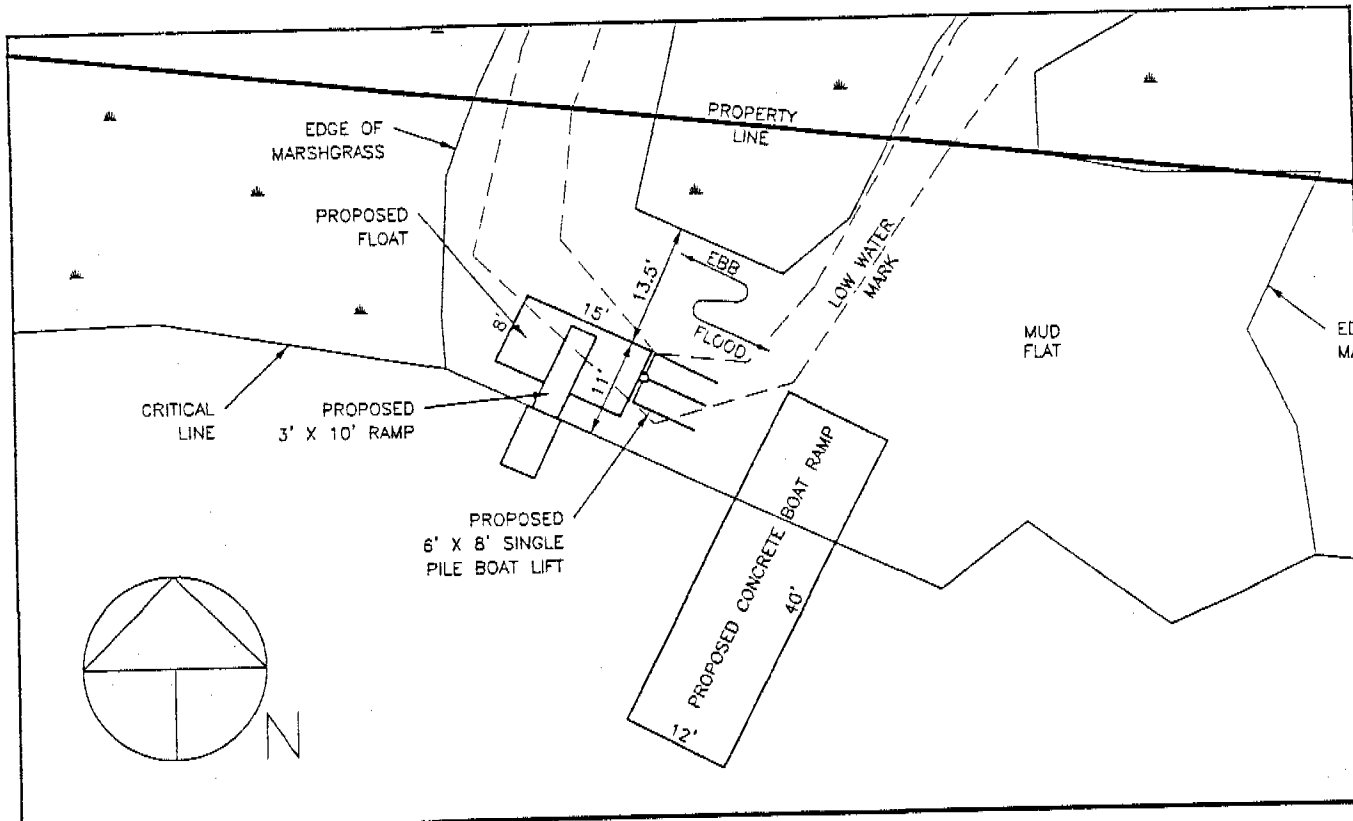 PROPERTY
LINE
EDGE OF
MARSHGRASS
PROPOSED
FLOAT
EBB
13.5'
LOW WATER
MARK
15'
8'
FLOOD
MUD
FLAT
11'
CRITICAL
LINE
PROPOSED
3' X 10' RAMP
PROPOSED
6' X 8' SINGLE
PILE BOAT LIFT
PROPOSED CONCRETE BOAT RAMP
40'
12'
N
ED
MA